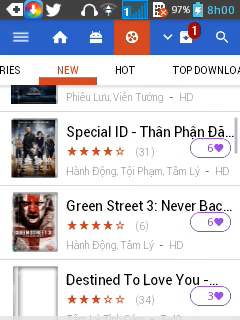 97% 8h00
1
RIES NEW HOT TOP DOWNLOA
Phiêu Lưu,Viễn Tưởng - HD
Special ID - Thân Phận Đã...
(31) 6
Hành Động,Tội Phạm,Tâm Lý - HD
Green Street 3: Never Bac...
(6) 6
Hành Động,Tâm Lý - HD
Destined To Love You -...
(34) 3